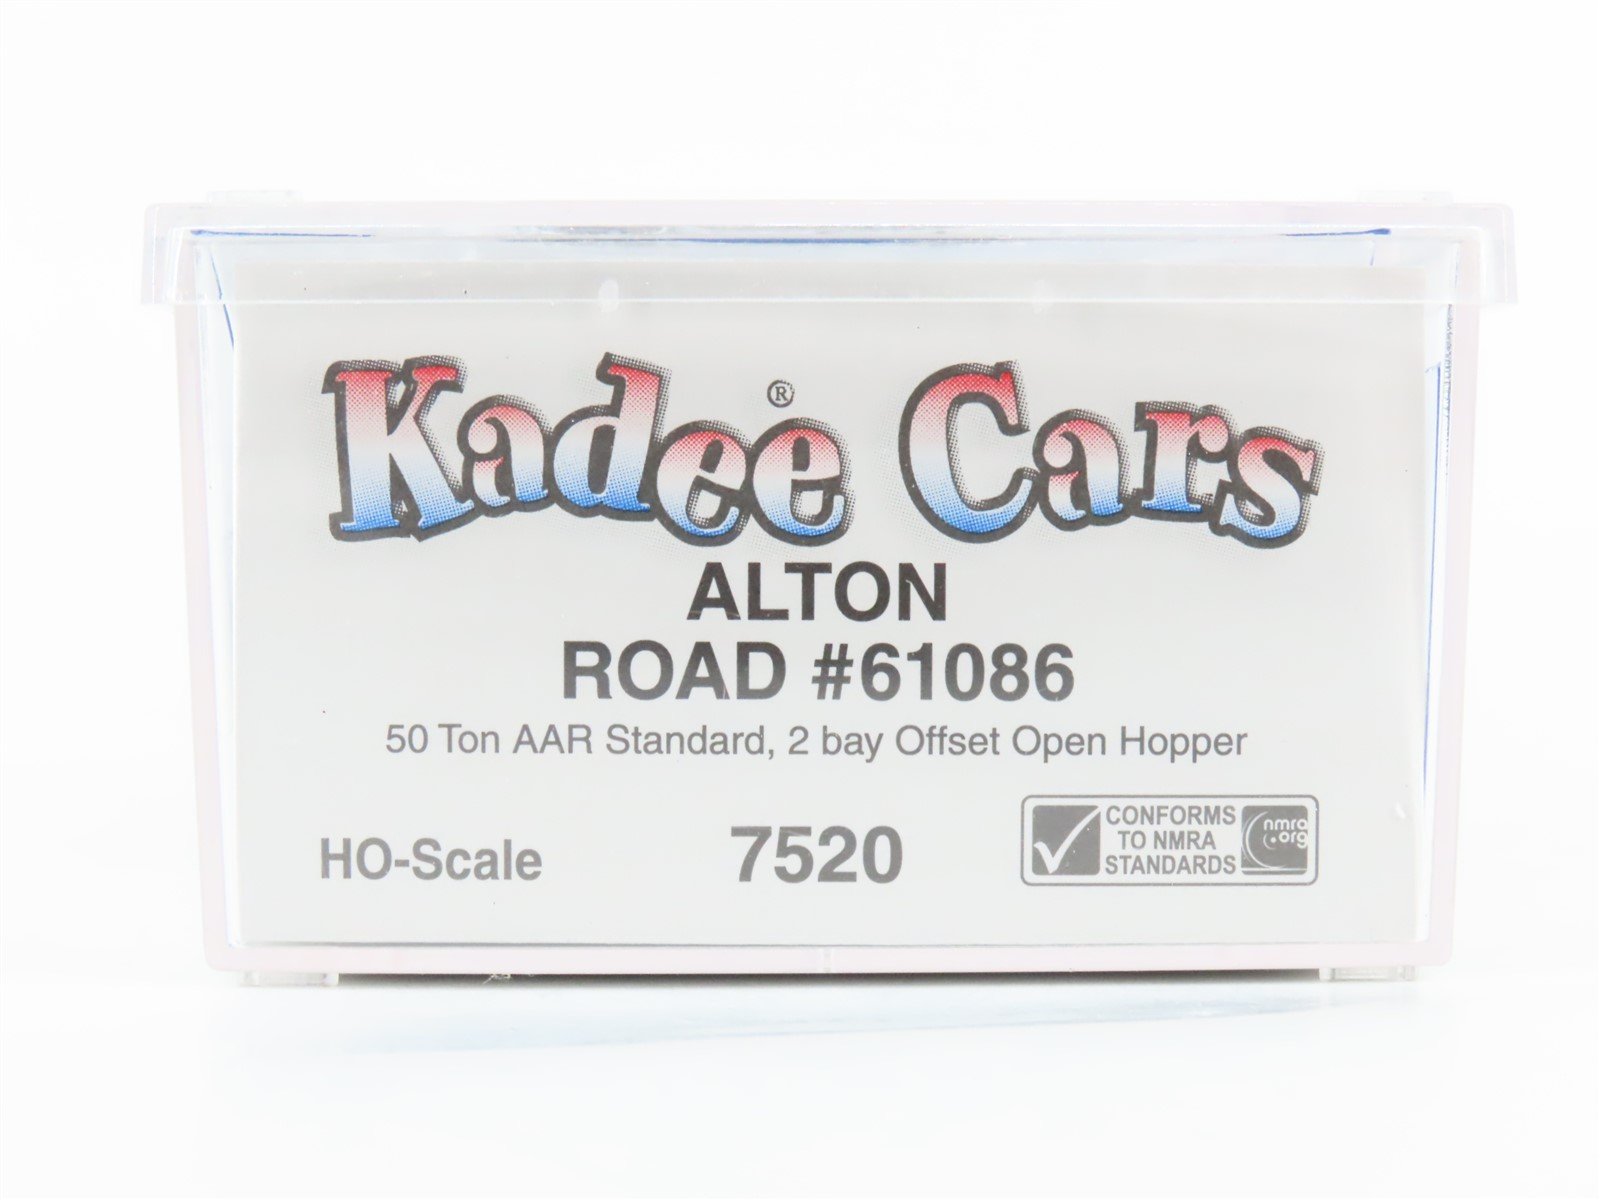 Kadee® Cars
ALTON
ROAD #61086
50 Ton AAR Standard, 2 bay Offset Open Hopper
HO-Scale
7520
CONFORMS
TO NMRA
STANDARDS
nmra
.org